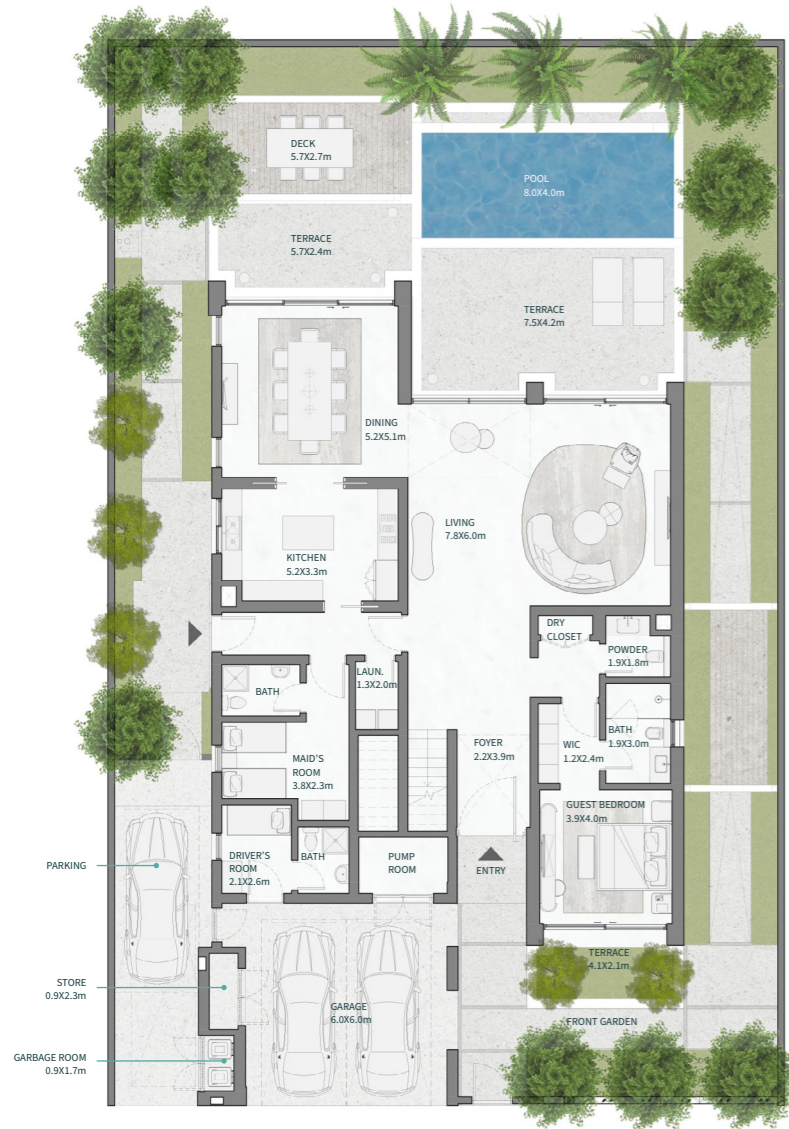 DECK
5.7X2.7m
POOL
8.0X4.0m
TERRACE
5.7X2.4m
TERRACE
7.5X4.2m
DINING
5.2X5.1m
LIVING
7.8X6.0m
KITCHEN
5.2X3.3m
DRY
CLOSET
POWDER
1.9X1.8m
LAUN.
1.3X2.0m
BATH
BATH
1.9X3.0m
FOYER
2.2X3.9m
WIC
1.2X2.4m
MAID'S
ROOM
3.8X2.3m
GUEST BEDROOM
3.9X4.0m
DRIVER'S
ROOM
2.1X2.6m
BATH
PUMP
ROOM
ENTRY
PARKING
TERRACE
4.1X2.1m
STORE
0.9X2.3m
GARAGE
6.0X6.0m
FRONT GARDEN
GARBAGE ROOM
0.9X1.7m